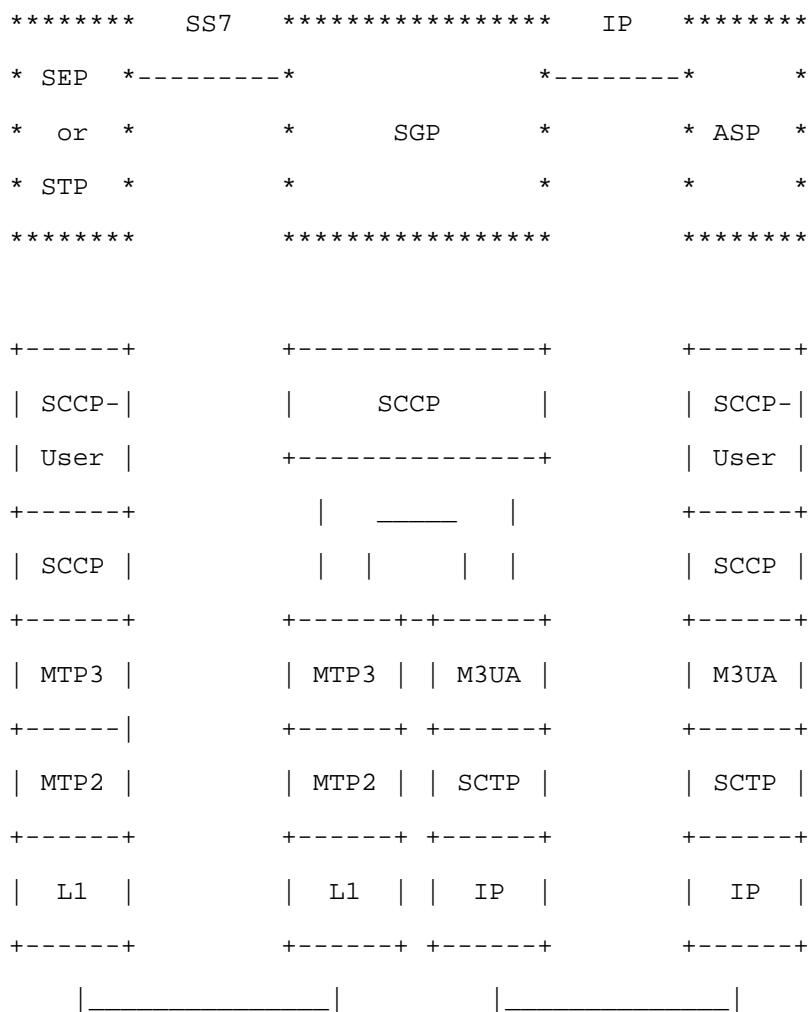 ********   SS7   *****************   IP   ********
* SEP  *---------*               *--------*      *
*  or  *         *      SGP      *        * ASP  *
* STP  *         *               *        *      *
********         *****************        ********
+------+         +---------------+        +------+
| SCCP-|         |     SCCP      |        | SCCP-|
| User |         +---------------+        | User |
+------+           |   _____   |          +------+
| SCCP |           |  |     |  |          | SCCP |
+------+         +------+-+------+        +------+
| MTP3 |         | MTP3 | | M3UA |        | M3UA |
+------|         +------+ +------+        +------+
| MTP2 |         | MTP2 | | SCTP |        | SCTP |
+------+         +------+ +------+        +------+
|  L1  |         |  L1  | |  IP  |        |  IP  |
+------+         +------+ +------+        +------+
    |_______________|         |______________|